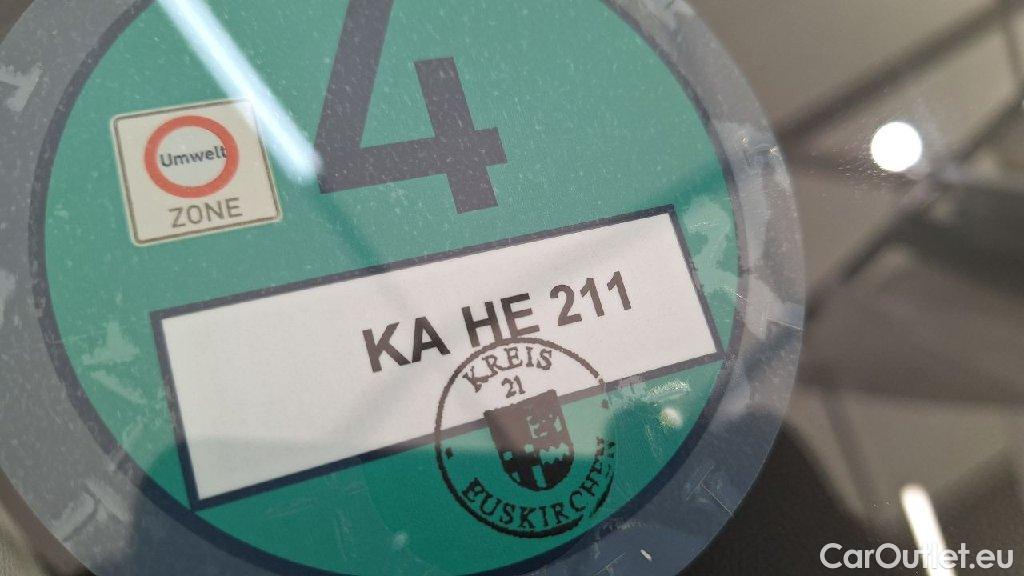 4
Umwelt
ZONE
KA HE 211
KREIS
21
EUSKIRCHEN
CarOutlet.eu